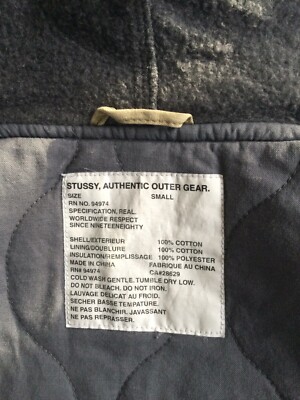 STUSSY, AUTHENTIC OUTER GEAR.
SIZE SMALL
RN NO. 94974
SPECIFICATION, REAL.
WORLDWIDE RESPECT
SINCE NINETEENEIGHTY
SHELL/EXTERIEUR 100% COTTON
LINING/DOUELURE 100% COTTON
INSULATION/REMPLISSAGE 100% POLYESTER
MADE IN CHINA FABRIQUE AU CHINA
RN# 94974 CA#28629
COLD WASH GENTLE. TUMBLE DRY LOW.
DO NOT BLEACH. DO NOT IRON.
LAUVAGE DELICAT AU FROID.
SECHER BASSE TEMPATURE.
NE PAS BLANCHIR. JAVASSANT
NE PAS REPRASSER.